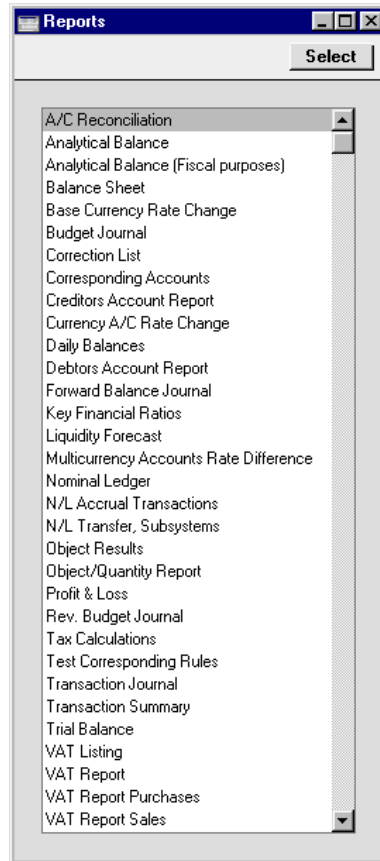 Reports
Select
A/C Reconciliation
Analytical Balance
Analytical Balance (Fiscal purposes)
Balance Sheet
Base Currency Rate Change
Budget Journal
Correction List
Corresponding Accounts
Creditors Account Report
Currency A/C Rate Change
Daily Balances
Debtors Account Report
Forward Balance Journal
Key Financial Ratios
Liquidity Forecast
Multicurrency Accounts Rate Difference
Nominal Ledger
N/L Accrual Transactions
N/L Transfer, Subsystems
Object Results
Object/Quantity Report
Profit & Loss
Rev. Budget Journal
Tax Calculations
Test Corresponding Rules
Transaction Journal
Transaction Summary
Trial Balance
VAT Listing
VAT Report
VAT Report Purchases
VAT Report Sales